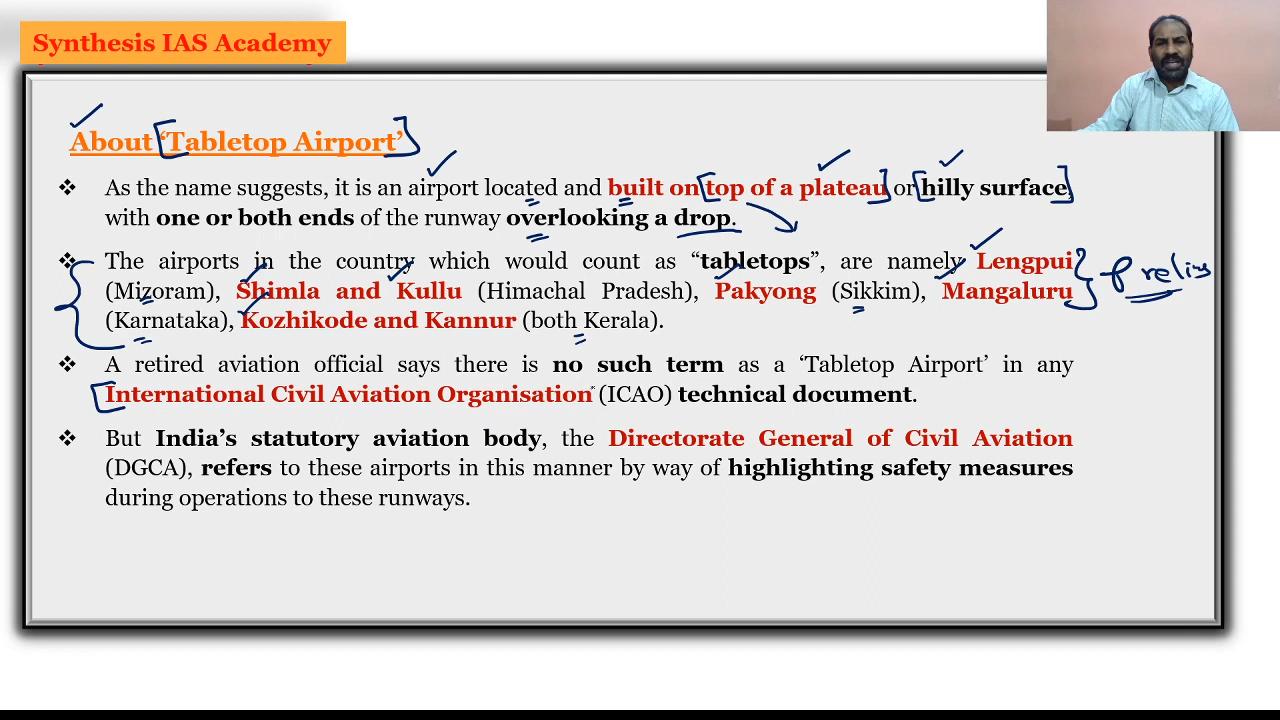 Synthesis IAS Academy
About ‘Tabletop Airport’
❖ As the name suggests, it is an airport located and built on top of a plateau or hilly surface,
with one or both ends of the runway overlooking a drop.
❖ The airports in the country which would count as “tabletops”, are namely Lengpui
(Mizoram), Shimla and Kullu (Himachal Pradesh), Pakyong (Sikkim), Mangaluru
(Karnataka), Kozhikode and Kannur (both Kerala).
Prelims
❖ A retired aviation official says there is no such term as a ‘Tabletop Airport’ in any
International Civil Aviation Organisation (ICAO) technical document.
❖ But India’s statutory aviation body, the Directorate General of Civil Aviation
(DGCA), refers to these airports in this manner by way of highlighting safety measures
during operations to these runways.